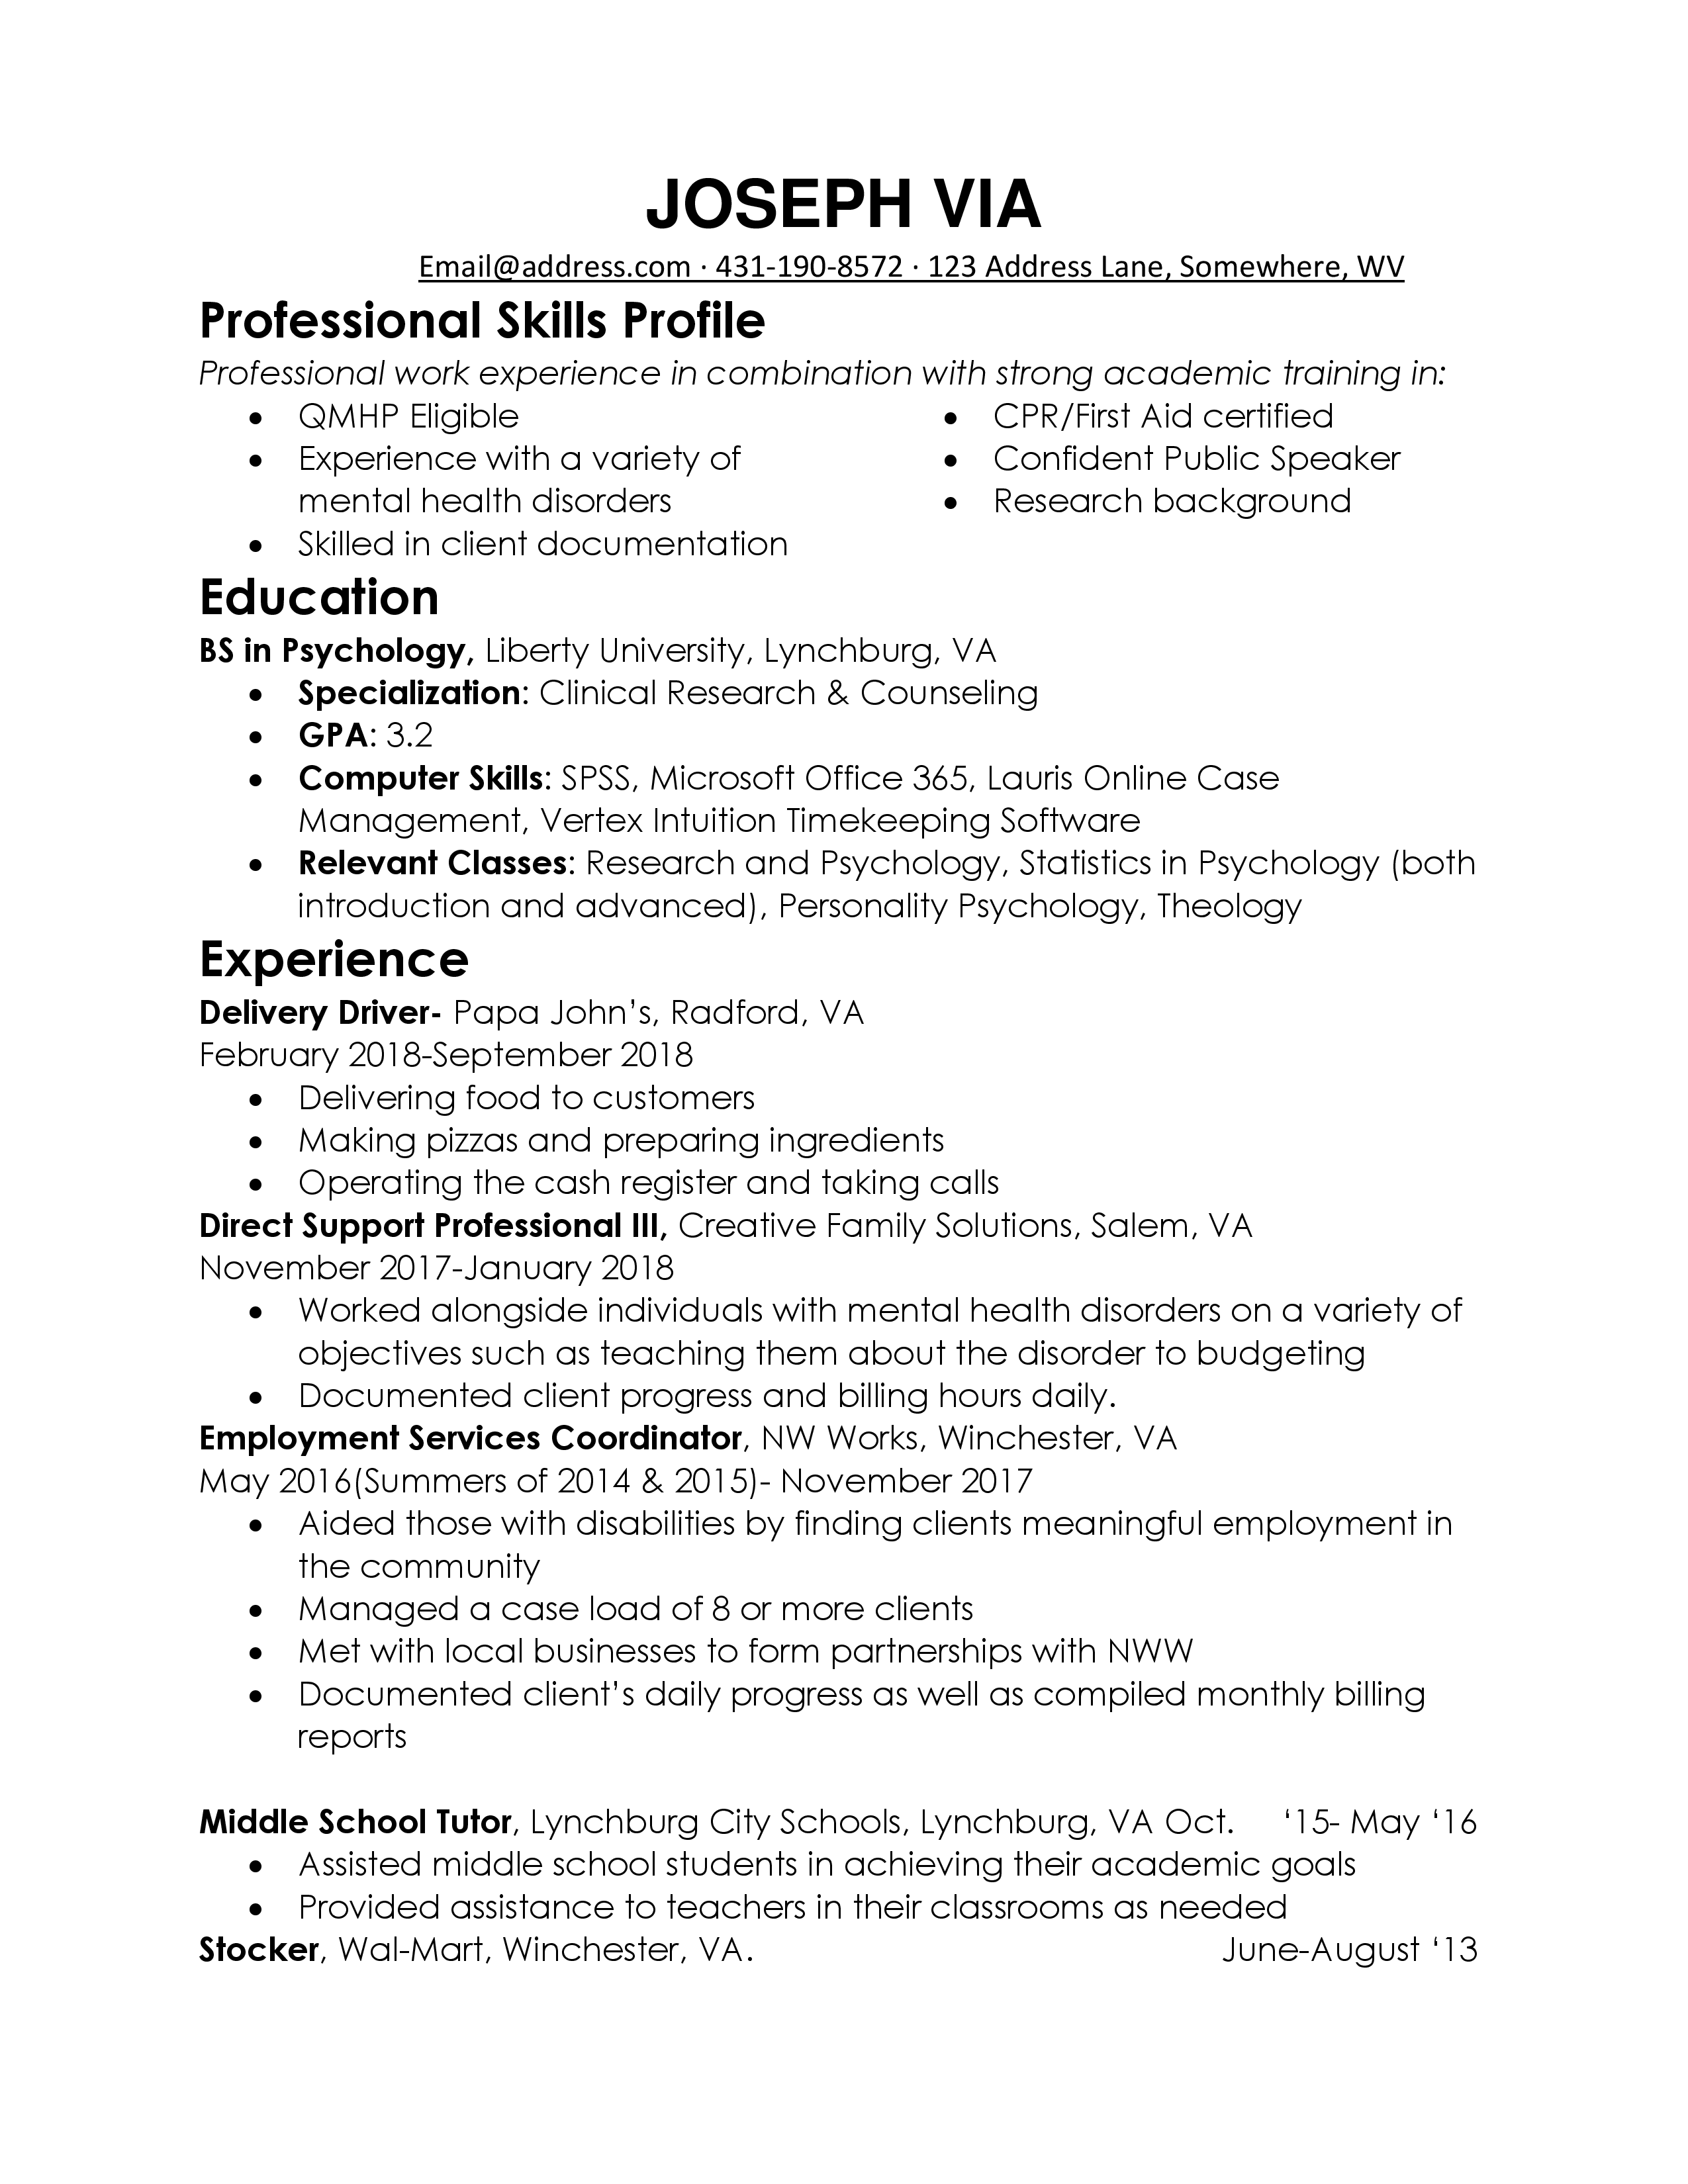 JOSEPH VIA
Email@address.com · 431-190-8572 · 123 Address Lane, Somewhere, WV
Professional Skills Profile
Professional work experience in combination with strong academic training in:
• QMHP Eligible
• Experience with a variety of
mental health disorders
• Skilled in client documentation
• CPR/First Aid certified
• Confident Public Speaker
• Research background
Education
BS in Psychology, Liberty University, Lynchburg, VA
• Specialization: Clinical Research & Counseling
• GPA: 3.2
• Computer Skills: SPSS, Microsoft Office 365, Lauris Online Case
Management, Vertex Intuition Timekeeping Software
• Relevant Classes: Research and Psychology, Statistics in Psychology (both
introduction and advanced), Personality Psychology, Theology
Experience
Delivery Driver- Papa John’s, Radford, VA
February 2018-September 2018
• Delivering food to customers
• Making pizzas and preparing ingredients
• Operating the cash register and taking calls
Direct Support Professional III, Creative Family Solutions, Salem, VA
November 2017-January 2018
• Worked alongside individuals with mental health disorders on a variety of
objectives such as teaching them about the disorder to budgeting
• Documented client progress and billing hours daily.
Employment Services Coordinator, NW Works, Winchester, VA
May 2016(Summers of 2014 & 2015)- November 2017
• Aided those with disabilities by finding clients meaningful employment in
the community
• Managed a case load of 8 or more clients
• Met with local businesses to form partnerships with NWW
• Documented client’s daily progress as well as compiled monthly billing
reports
Middle School Tutor, Lynchburg City Schools, Lynchburg, VA Oct. ‘15- May ‘16
• Assisted middle school students in achieving their academic goals
• Provided assistance to teachers in their classrooms as needed
Stocker, Wal-Mart, Winchester, VA. June-August ‘13